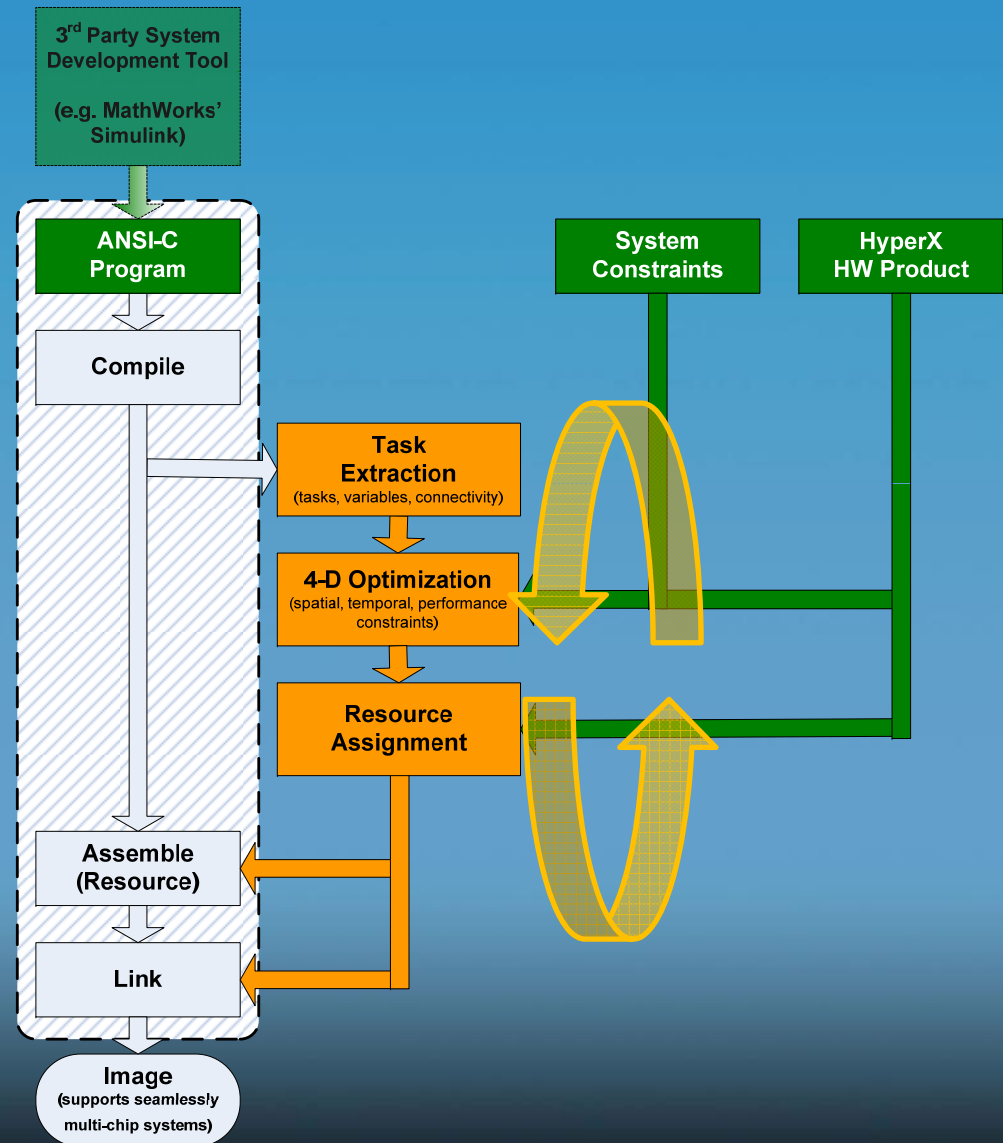 3rd Party System
Development Tool
(e.g. MathWorks'
Simulink)
ANSI-C
Program
System
Constraints
HyperX
HW Product
Compile
Task
Extraction
(tasks, variables, connectivity)
4-D Optimization
(spatial, temporal, performance
constraints)
Resource
Assignment
Assemble
(Resource)
Link
Image
(supports seamlessly
multi-chip systems)